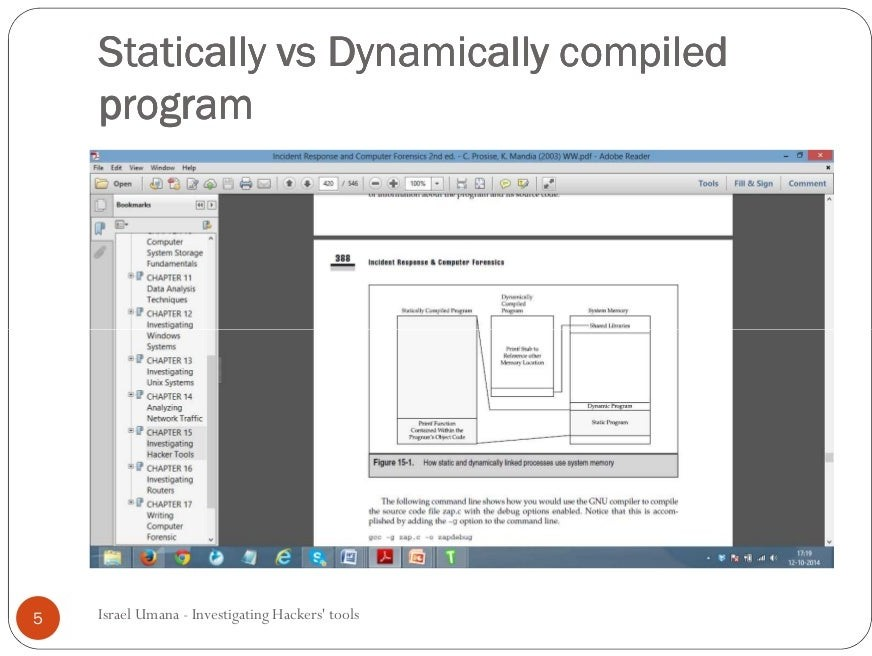 Statically vs Dynamically compiled
program
Incident Response and Computer Forensics 2nd ed. - C. Prosise, K. Mandia (2003) WW.pdf - Adobe Reader
File Edit View Window Help
Open 420 / 546 100% Tools Fill & Sign Comment
Bookmarks
of information about the program and its source code.
Computer
System Storage
Fundamentals
CHAPTER 11
Data Analysis
Techniques
CHAPTER 12
Investigating
Windows
Systems
CHAPTER 13
Investigating
Unix Systems
CHAPTER 14
Analyzing
Network Traffic
CHAPTER 15
Investigating
Hacker Tools
CHAPTER 16
Investigating
Routers
CHAPTER 17
Writing
Computer
Forensic
388 Incident Response & Computer Forensics
Statically Compiled Program
Dynamically
Compiled
Program
System Memory
Shared Libraries
Printf Stub to
Reference other
Memory Location
Dynamic Program
Static Program
Printf Function
Contained Within the
Program's Object Code
Figure 15-1. How static and dynamically linked processes use system memory
The following command line shows how you would use the GNU compiler to compile
the source code file zap.c with the debug options enabled. Notice that this is accom-
plished by adding the -g option to the command line.
gcc -g zap.c -o zapdebug
17:19
12-10-2014
5
Israel Umana - Investigating Hackers' tools